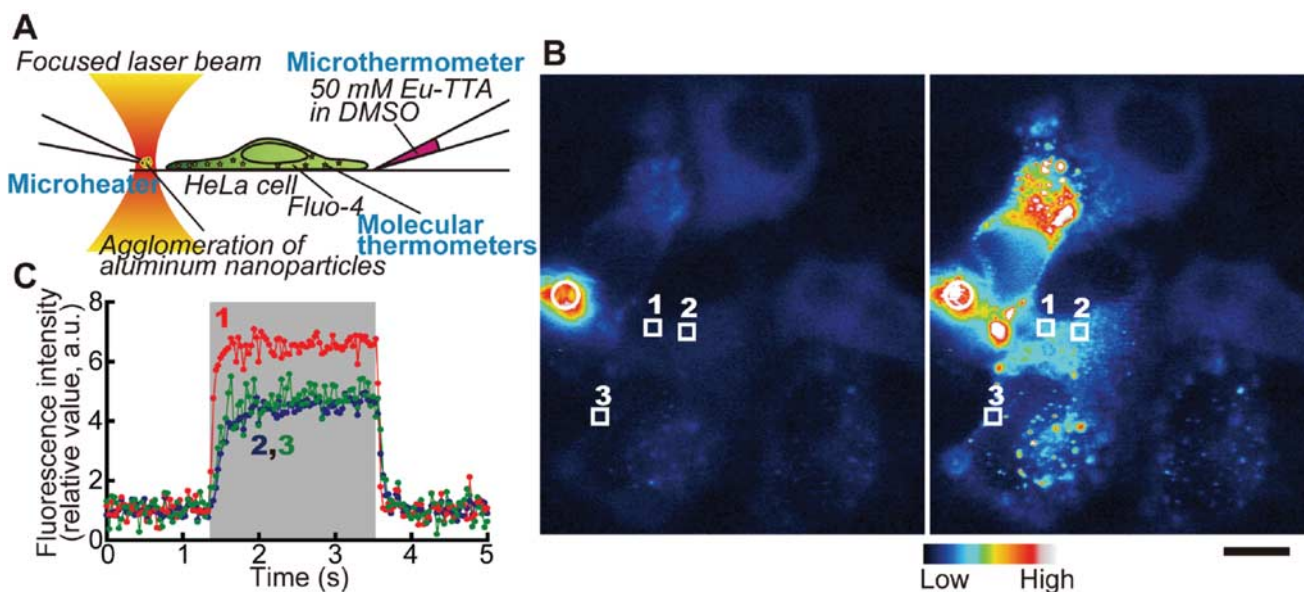 A
Focused laser beam
Microthermometer
50 mM Eu-TTA
in DMSO
Microheater
HeLa cell
Fluo-4
Molecular
thermometers
Agglomeration of
aluminum nanoparticles
B
1
2
3
1
2
3
Low
High
C
Fluorescence intensity
(relative value, a.u.)
8
6
4
2
0
1
2,3
0
1
2
3
4
5
Time (s)